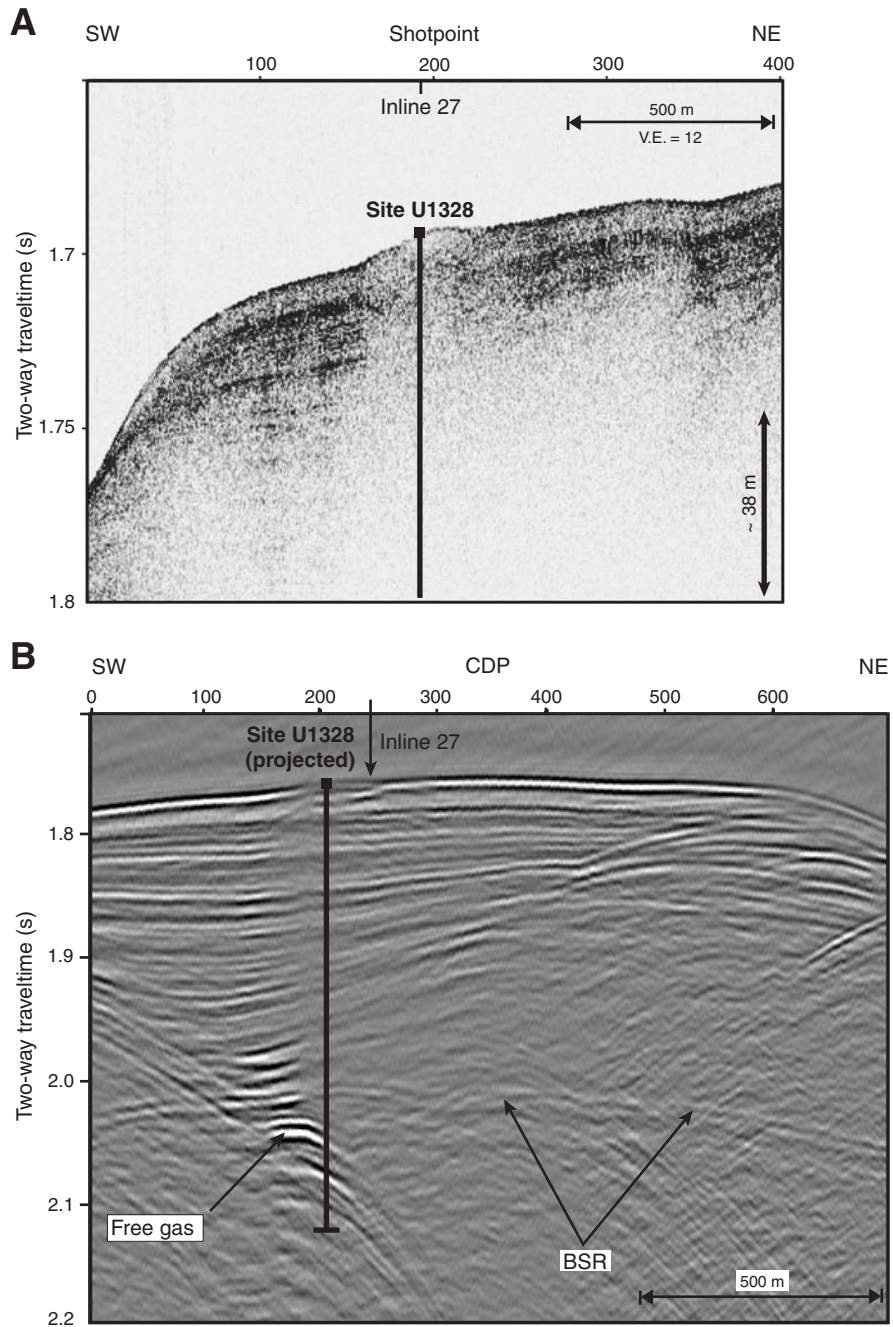 A
SW Shotpoint NE
100 200 300 400
Inline 27
500 m
V.E. = 12
Site U1328
Two-way traveltime (s)
1.7
1.75
1.8
~ 38 m
B
SW CDP NE
0 100 200 300 400 500 600
Site U1328
(projected)
Inline 27
Two-way traveltime (s)
1.8
1.9
2.0
2.1
2.2
Free gas
BSR
500 m